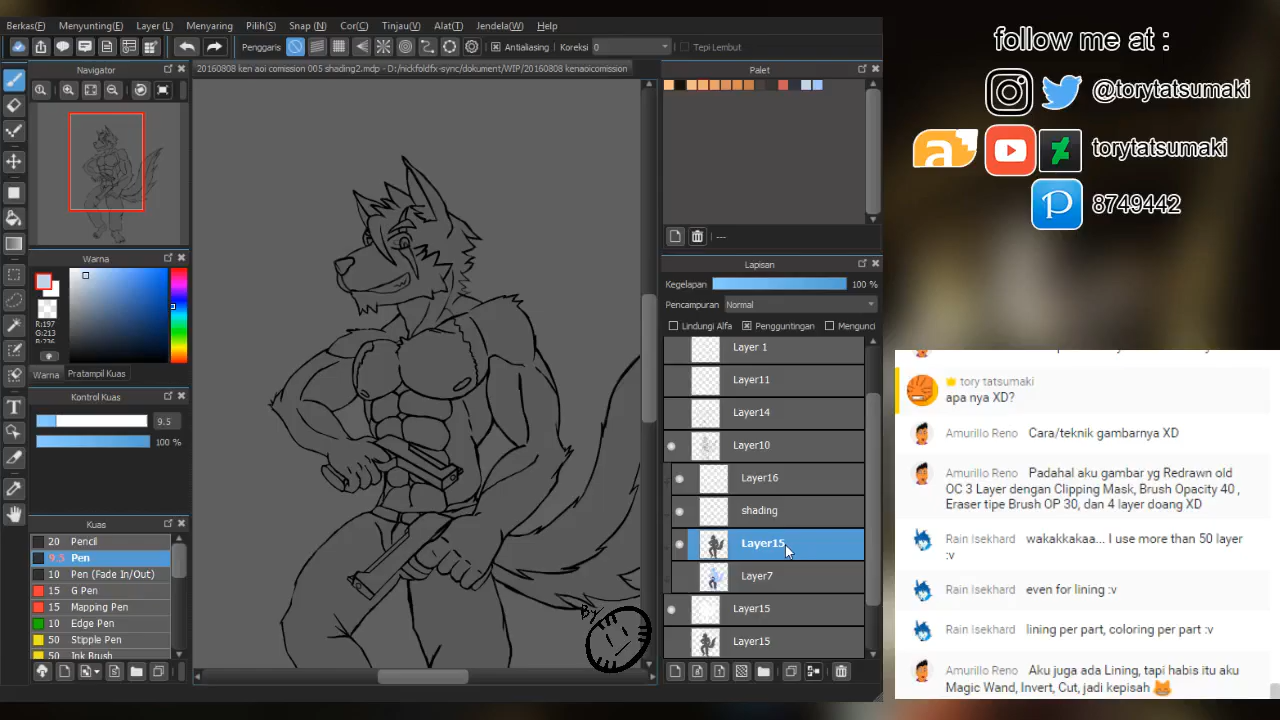 Berkas(F) Menyunting(E) Layer (L) Menyaring Pilih(S) Snap (N) Cor(C) Tinjau(V) Alat(T) Jendela(W) Help
Penggaris Antialiasing Koreksi 0 Tepi Lembut
Navigator
20160808 ken aoi comission 005 shading2.mdp - D:/nickfoldfx-sync/dokument/WIP/20160808 kenaoicomission
Palet
---
Warna
R:197
G:213
B:236
Warna Pratampil Kuas
Kontrol Kuas
9.5
100 %
Kuas
20 Pencil
9.5 Pen
10 Pen (Fade In/Out)
15 G Pen
15 Mapping Pen
10 Edge Pen
50 Stipple Pen
50 Ink Brush
BY
Lapisan
Kegelapan 100 %
Pencampuran Normal
Lindungi Alfa Pengguntingan Mengunci
Layer 1
Layer11
Layer14
Layer10
Layer16
shading
Layer15
Layer7
Layer15
Layer15
follow me at :
@torytatsumaki
torytatsumaki
8749442
tory tatsumaki
apa nya XD?
Amurillo Reno Cara/teknik gambarnya XD
Amurillo Reno Padahal aku gambar yg Redrawn old
OC 3 Layer dengan Clipping Mask, Brush Opacity 40 ,
Eraser tipe Brush OP 30, dan 4 layer doang XD
Rain Isekhard wakakkakaa... I use more than 50 layer
:v
Rain Isekhard even for lining :v
Rain Isekhard lining per part, coloring per part :v
Amurillo Reno Aku juga ada Lining, tapi habis itu aku
Magic Wand, Invert, Cut, jadi kepisah